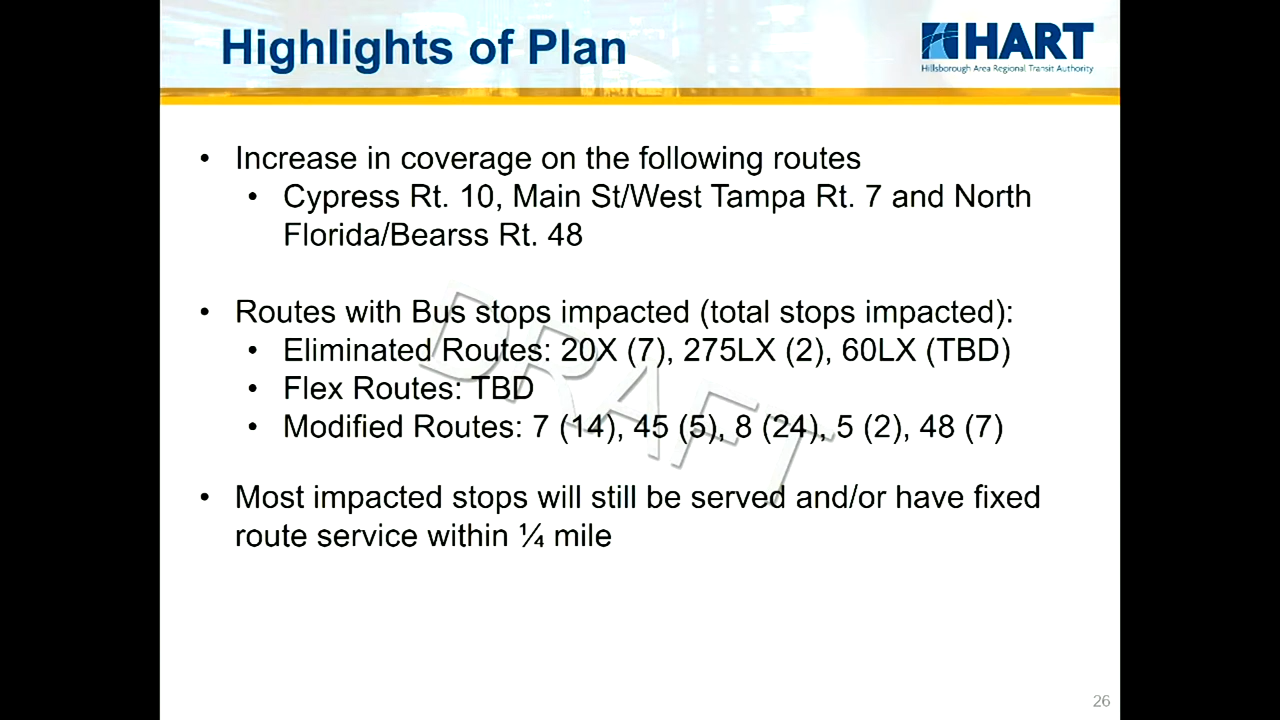 Highlights of Plan
HART
Hillsborough Area Regional Transit Authority
• Increase in coverage on the following routes
• Cypress Rt. 10, Main St/West Tampa Rt. 7 and North
Florida/Bearss Rt. 48
• Routes with Bus stops impacted (total stops impacted):
• Eliminated Routes: 20X (7), 275LX (2), 60LX (TBD)
• Flex Routes: TBD
• Modified Routes: 7 (14), 45 (5), 8 (24), 5 (2), 48 (7)
DRAFT
• Most impacted stops will still be served and/or have fixed
route service within ¼ mile
26